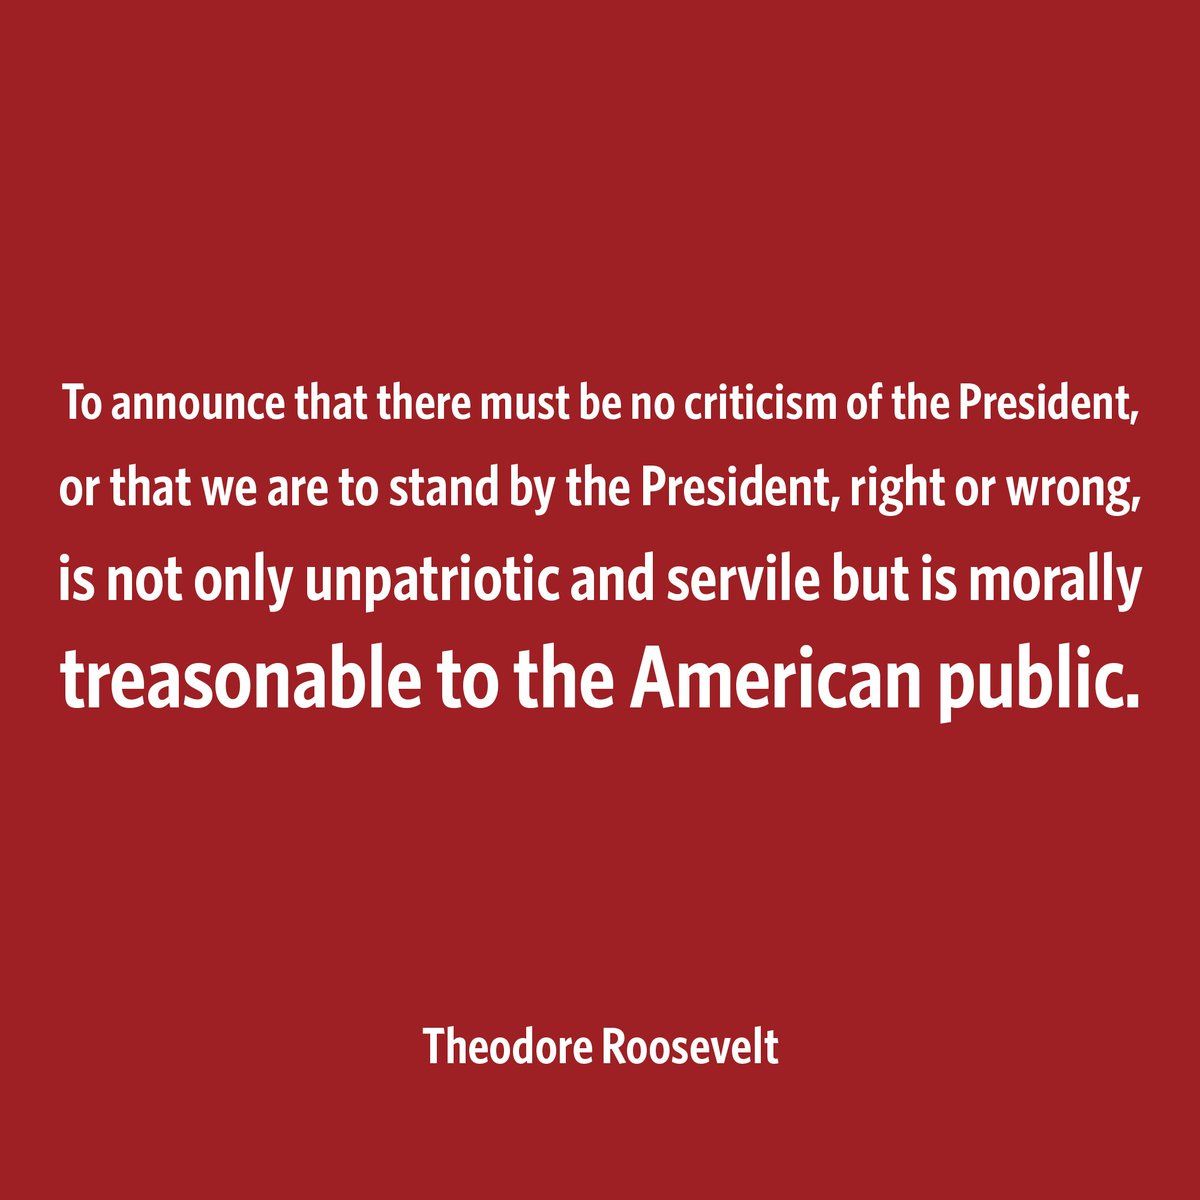 To announce that there must be no criticism of the President,
or that we are to stand by the President, right or wrong,
is not only unpatriotic and servile but is morally
treasonable to the American public.
Theodore Roosevelt